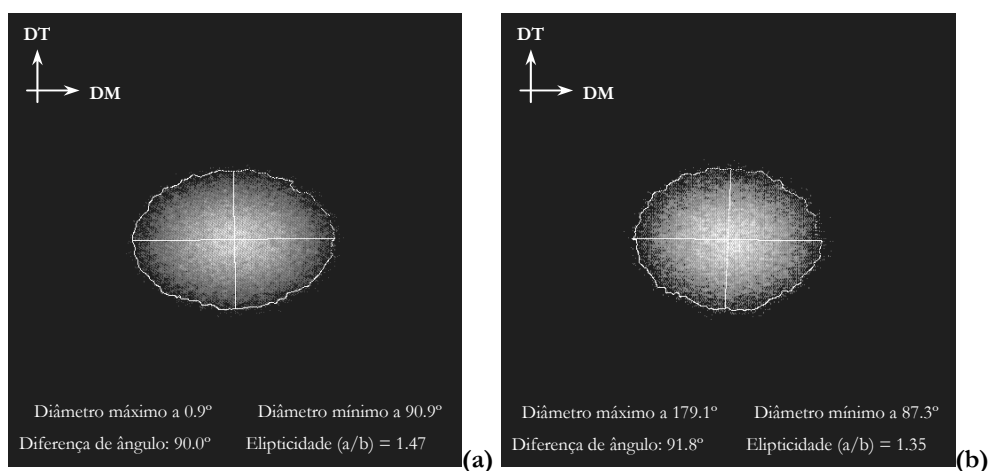 DT
DM
Diâmetro máximo a 0.9º Diâmetro mínimo a 90.9º
Diferença de ângulo: 90.0º Elipticidade (a/b) = 1.47
(a)
DT
DM
Diâmetro máximo a 179.1º Diâmetro mínimo a 87.3º
Diferença de ângulo: 91.8º Elipticidade (a/b) = 1.35
(b)